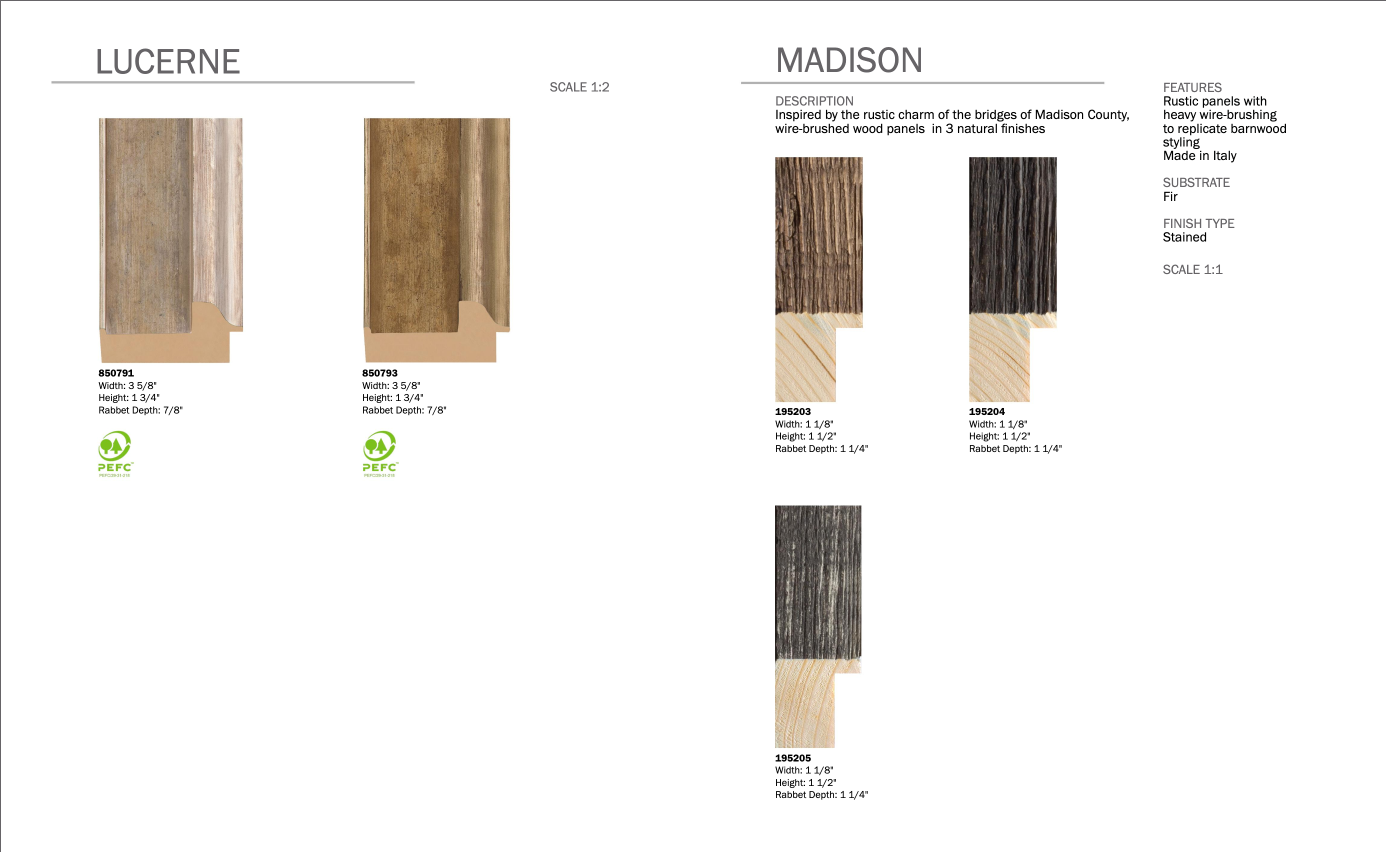 LUCERNE
SCALE 1:2
850791
Width: 3 5/8"
Height: 1 3/4"
Rabbet Depth: 7/8"
PEFC
850793
Width: 3 5/8"
Height: 1 3/4"
Rabbet Depth: 7/8"
PEFC
MADISON
DESCRIPTION
Inspired by the rustic charm of the bridges of Madison County,
wire-brushed wood panels  in 3 natural finishes
195203
Width: 1 1/8"
Height: 1 1/2"
Rabbet Depth: 1 1/4"
195204
Width: 1 1/8"
Height: 1 1/2"
Rabbet Depth: 1 1/4"
195205
Width: 1 1/8"
Height: 1 1/2"
Rabbet Depth: 1 1/4"
FEATURES
Rustic panels with
heavy wire-brushing
to replicate barnwood
styling
Made in Italy
SUBSTRATE
Fir
FINISH TYPE
Stained
SCALE 1:1